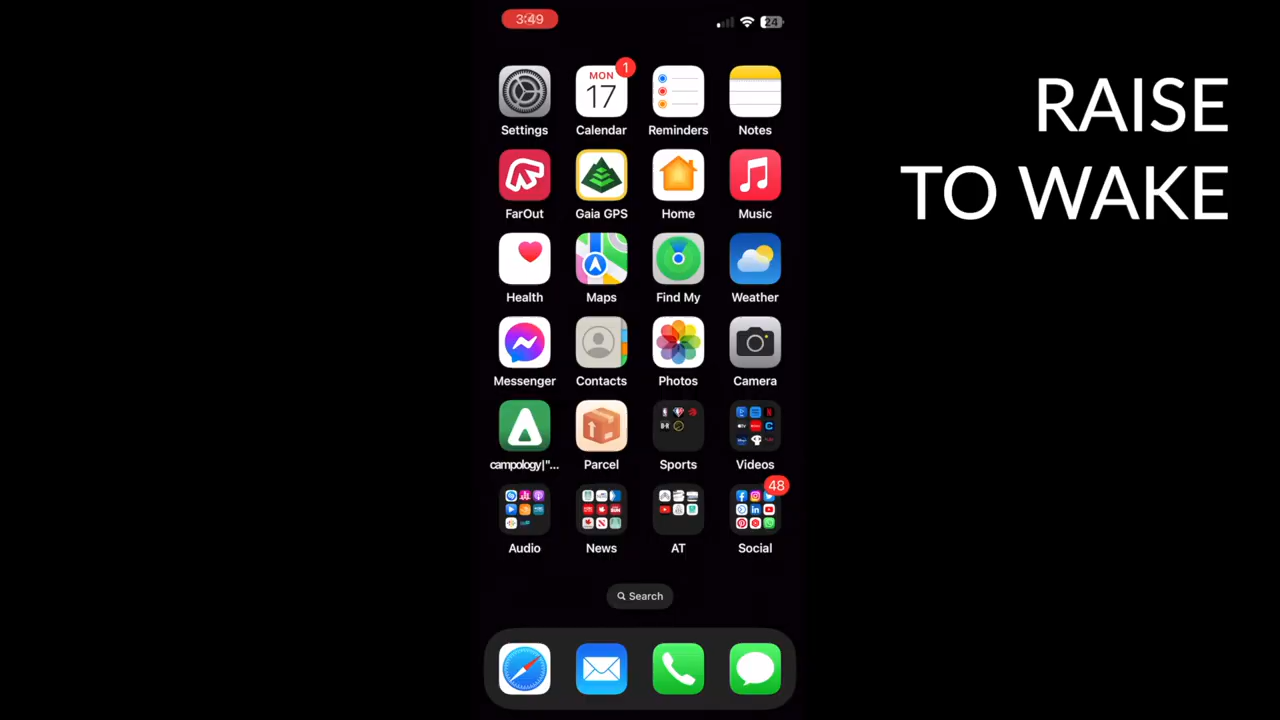 3:49
24
RAISE
TO WAKE
1
MON
17
Settings
Calendar
Reminders
Notes
FarOut
Gaia GPS
Home
Music
Health
Maps
Find My
Weather
Messenger
Contacts
Photos
Camera
campology|"...
Parcel
Sports
Videos
48
Audio
News
AT
Social
Search